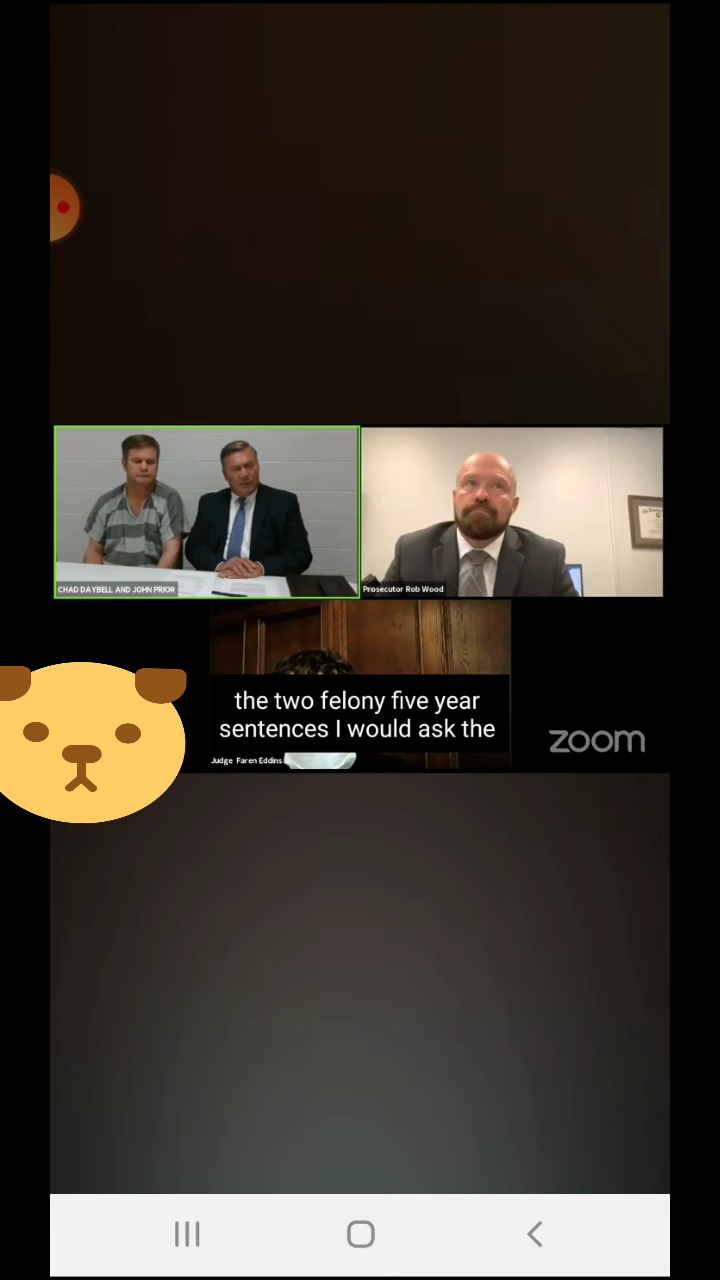 CHAD DAYBELL AND JOHN PRIOR
Prosecutor Rob Wood
the two felony five year
sentences I would ask the
Judge Faren Eddins
zoom